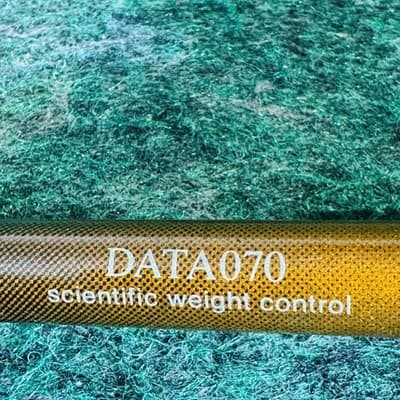 DATA070
scientific weight control